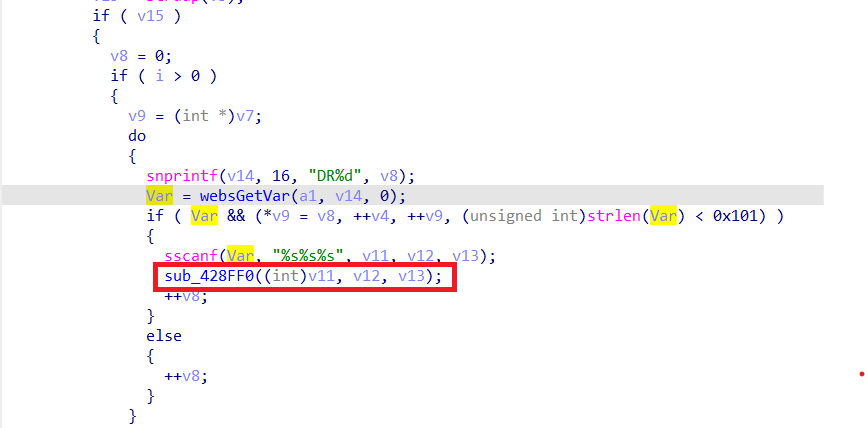 if ( v15 )
{
v8 = 0;
if ( i > 0 )
{
v9 = (int *)v7;
do
{
snprintf(v14, 16, "DR%d", v8);
Var = websGetVar(a1, v14, 0);
if ( Var && (*v9 = v8, ++v4, ++v9, (unsigned int)strlen(Var) < 0x101) )
{
sscanf(Var, "%s%s%s", v11, v12, v13);
sub_428FF0((int)v11, v12, v13);
++v8;
}
else
{
++v8;
}
}